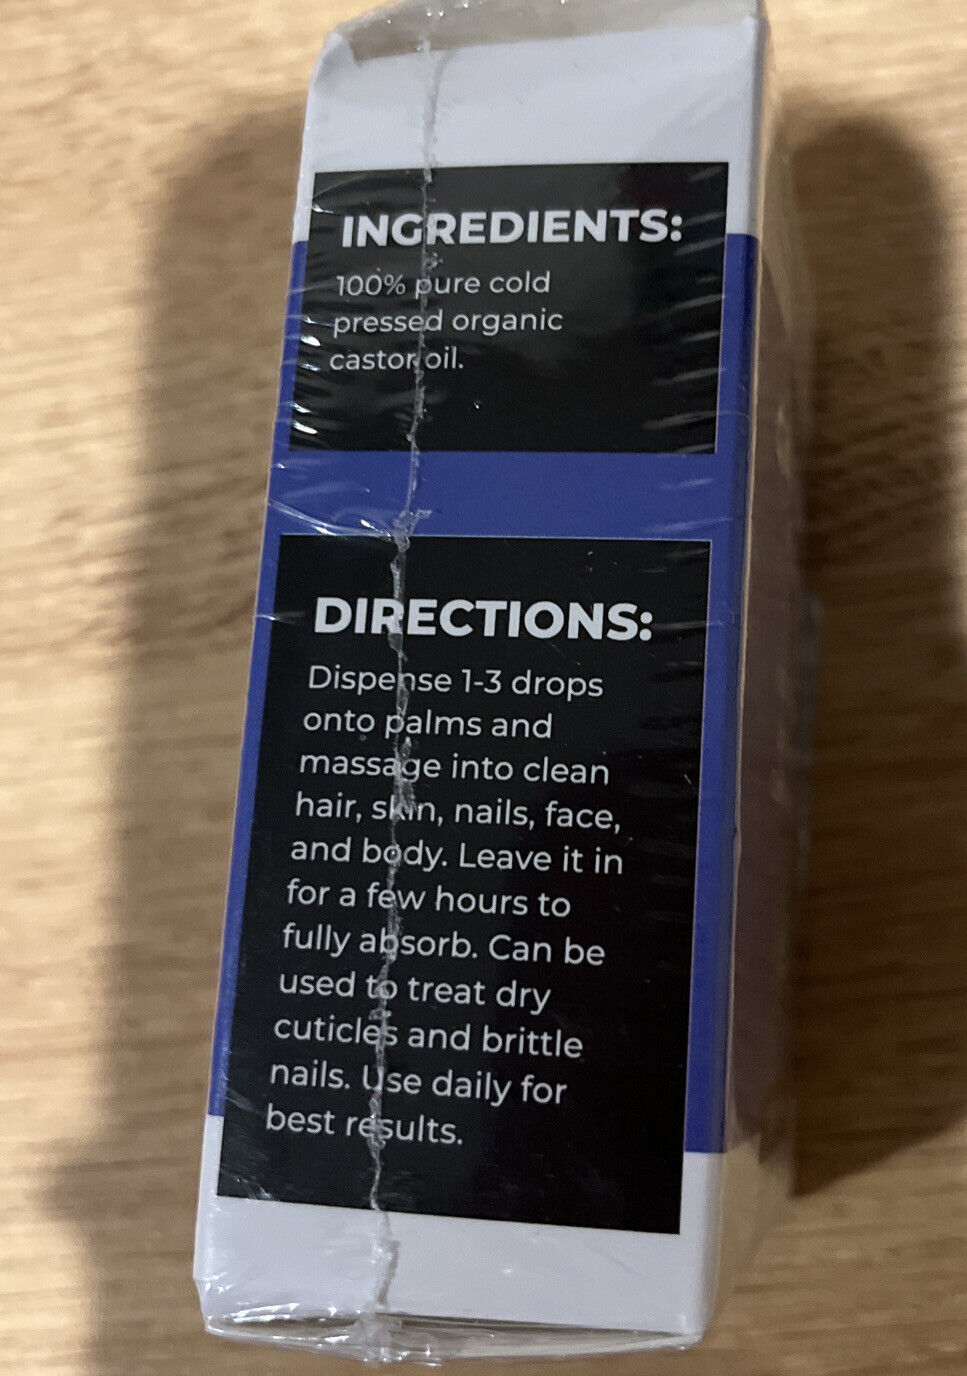 INGREDIENTS:
100% pure cold
pressed organic
castor oil.
DIRECTIONS:
Dispense 1-3 drops
onto palms and
massage into clean
hair, skin, nails, face,
and body. Leave it in
for a few hours to
fully absorb. Can be
used to treat dry
cuticles and brittle
nails. Use daily for
best results.